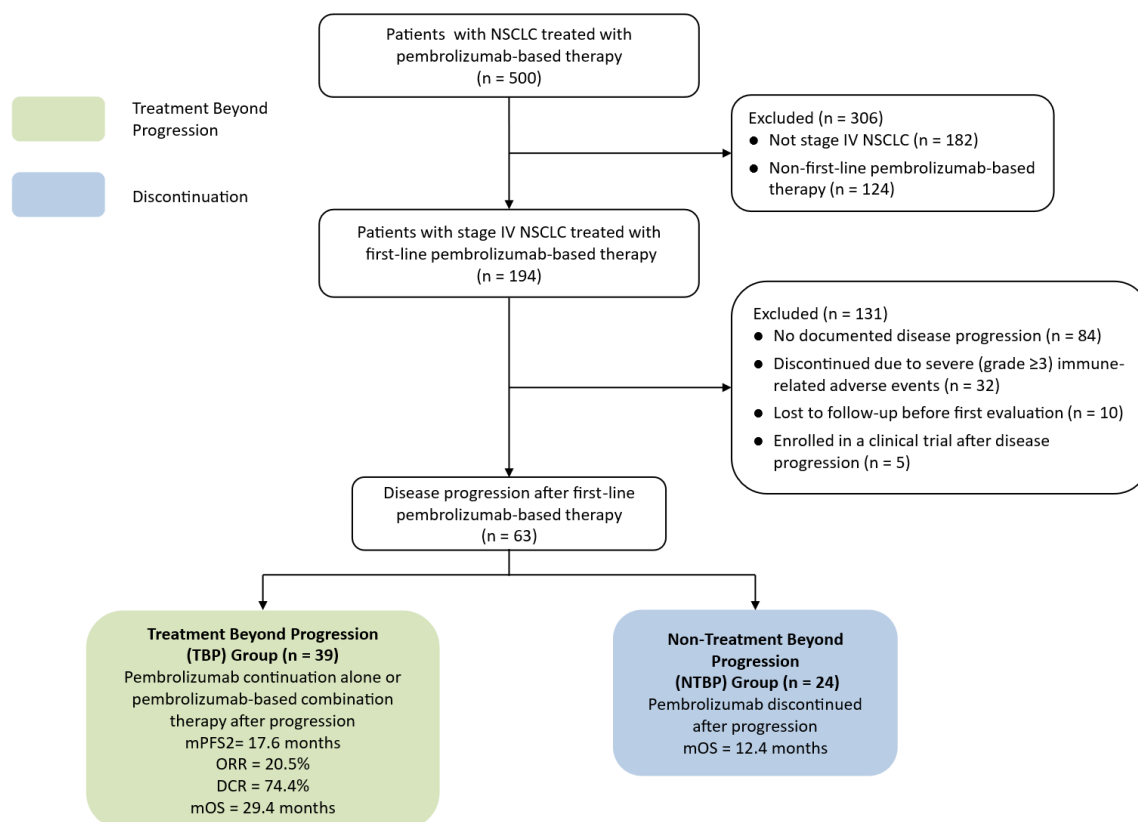 Patients with NSCLC treated with
pembrolizumab-based therapy
(n = 500)
Treatment Beyond
Progression
Discontinuation
Excluded (n = 306)
● Not stage IV NSCLC (n = 182)
● Non-first-line pembrolizumab-based
therapy (n = 124)
Patients with stage IV NSCLC treated with
first-line pembrolizumab-based therapy
(n = 194)
Excluded (n = 131)
● No documented disease progression (n = 84)
● Discontinued due to severe (grade ≥3) immune-
related adverse events (n = 32)
● Lost to follow-up before first evaluation (n = 10)
● Enrolled in a clinical trial after disease
progression (n = 5)
Disease progression after first-line
pembrolizumab-based therapy
(n = 63)
Treatment Beyond Progression
(TBP) Group (n = 39)
Pembrolizumab continuation alone or
pembrolizumab-based combination
therapy after progression
mPFS2= 17.6 months
ORR = 20.5%
DCR = 74.4%
mOS = 29.4 months
Non-Treatment Beyond
Progression
(NTBP) Group (n = 24)
Pembrolizumab discontinued
after progression
mOS = 12.4 months